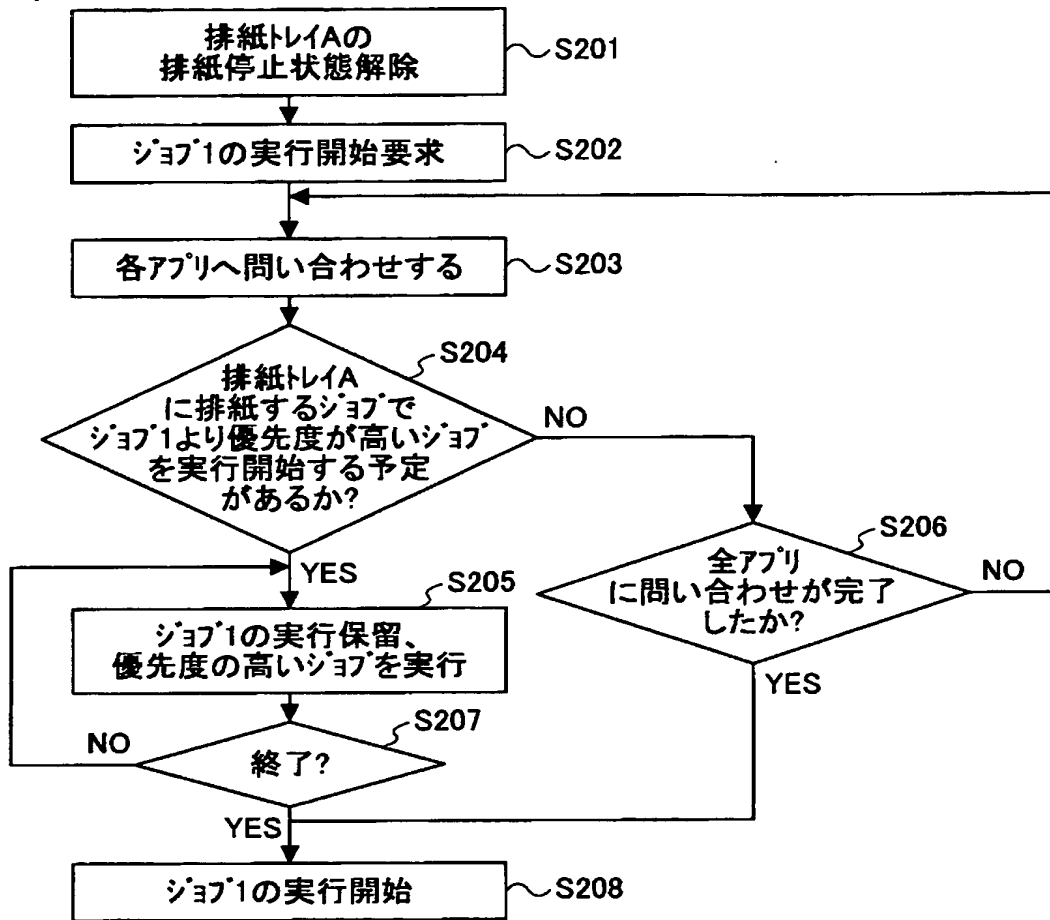 排紙ﾄﾚｲAの
排紙停止状態解除
S201
ｼﾞｮﾌﾞ1の実行開始要求
S202
各ｱﾌﾟﾘへ問い合わせする
S203
S204
排紙ﾄﾚｲA
に排紙するｼﾞｮﾌﾞで
ｼﾞｮﾌﾞ1より優先度が高いｼﾞｮﾌﾞ
を実行開始する予定
があるか?
NO
YES
S206
全ｱﾌﾟﾘ
に問い合わせが完了
したか?
NO
YES
S205
ｼﾞｮﾌﾞ1の実行保留、
優先度の高いｼﾞｮﾌﾞを実行
S207
NO
終了?
YES
ｼﾞｮﾌﾞ1の実行開始
S208